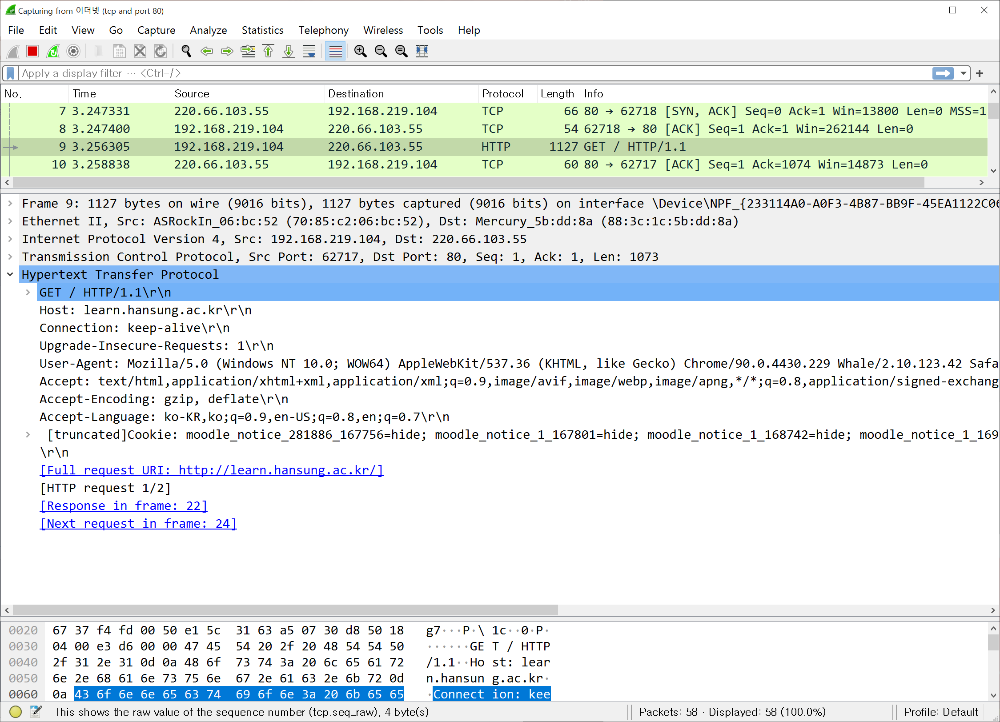 Capturing from 이더넷 (tcp and port 80)
File Edit View Go Capture Analyze Statistics Telephony Wireless Tools Help
Apply a display filter ··· <Ctrl-/>
No. Time Source Destination Protocol Length Info
7 3.247331 220.66.103.55 192.168.219.104 TCP 66 80 → 62718 [SYN, ACK] Seq=0 Ack=1 Win=13800 Len=0 MSS=1
8 3.247400 192.168.219.104 220.66.103.55 TCP 54 62718 → 80 [ACK] Seq=1 Ack=1 Win=262144 Len=0
9 3.256305 192.168.219.104 220.66.103.55 HTTP 1127 GET / HTTP/1.1
10 3.258838 220.66.103.55 192.168.219.104 TCP 60 80 → 62717 [ACK] Seq=1 Ack=1074 Win=14873 Len=0
Frame 9: 1127 bytes on wire (9016 bits), 1127 bytes captured (9016 bits) on interface \Device\NPF_{233114A0-A0F3-4B87-BB9F-45EA1122C06
Ethernet II, Src: ASRockIn_06:bc:52 (70:85:c2:06:bc:52), Dst: Mercury_5b:dd:8a (88:3c:1c:5b:dd:8a)
Internet Protocol Version 4, Src: 192.168.219.104, Dst: 220.66.103.55
Transmission Control Protocol, Src Port: 62717, Dst Port: 80, Seq: 1, Ack: 1, Len: 1073
Hypertext Transfer Protocol
GET / HTTP/1.1\r\n
Host: learn.hansung.ac.kr\r\n
Connection: keep-alive\r\n
Upgrade-Insecure-Requests: 1\r\n
User-Agent: Mozilla/5.0 (Windows NT 10.0; WOW64) AppleWebKit/537.36 (KHTML, like Gecko) Chrome/90.0.4430.229 Whale/2.10.123.42 Safa
Accept: text/html,application/xhtml+xml,application/xml;q=0.9,image/avif,image/webp,image/apng,*/*;q=0.8,application/signed-exchang
Accept-Encoding: gzip, deflate\r\n
Accept-Language: ko-KR,ko;q=0.9,en-US;q=0.8,en;q=0.7\r\n
[truncated]Cookie: moodle_notice_281886_167756=hide; moodle_notice_1_167801=hide; moodle_notice_1_168742=hide; moodle_notice_1_169
\r\n
[Full request URI: http://learn.hansung.ac.kr/]
[HTTP request 1/2]
[Response in frame: 22]
[Next request in frame: 24]
0020 67 37 f4 fd 00 50 e1 5c 31 63 a5 07 30 d8 50 18 g7···P·\ 1c··0·P·
0030 04 00 e3 d6 00 00 47 45 54 20 2f 20 48 54 54 50 ······GE T / HTTP
0040 2f 31 2e 31 0d 0a 48 6f 73 74 3a 20 6c 65 61 72 /1.1··Ho st: lear
0050 6e 2e 68 61 6e 73 75 6e 67 2e 61 63 2e 6b 72 0d n.hansun g.ac.kr·
0060 0a 43 6f 6e 6e 65 63 74 69 6f 6e 3a 20 6b 65 65 ·Connect ion: kee
This shows the raw value of the sequence number (tcp.seq_raw), 4 byte(s) Packets: 58 · Displayed: 58 (100.0%) Profile: Default